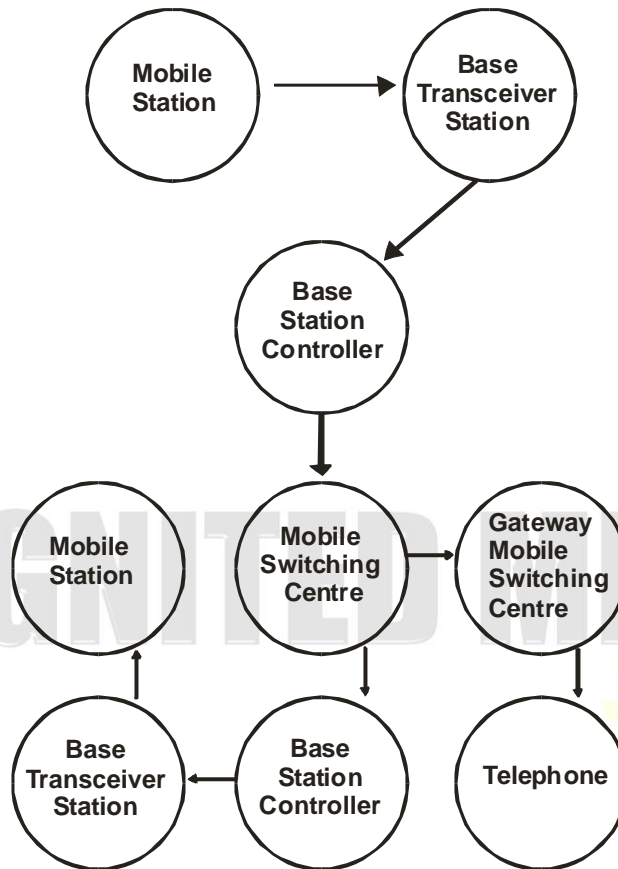 Mobile
Station
Base
Transceiver
Station
Base
Station
Controller
Mobile
Station
Mobile
Switching
Centre
Gateway
Mobile
Switching
Centre
Base
Transceiver
Station
Base
Station
Controller
Telephone
GNITED M